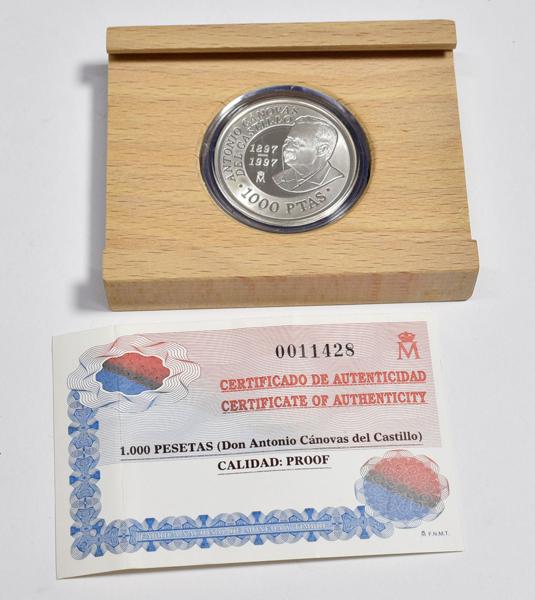 ANTONIO CÁNOVAS
DEL CASTILLO
1897
1997
M
1000 PTAS
0011428
M
CERTIFICADO DE AUTENTICIDAD
CERTIFICATE OF AUTHENTICITY
1.000 PESETAS (Don Antonio Cánovas del Castillo)
CALIDAD: PROOF
M F.N.M.T.